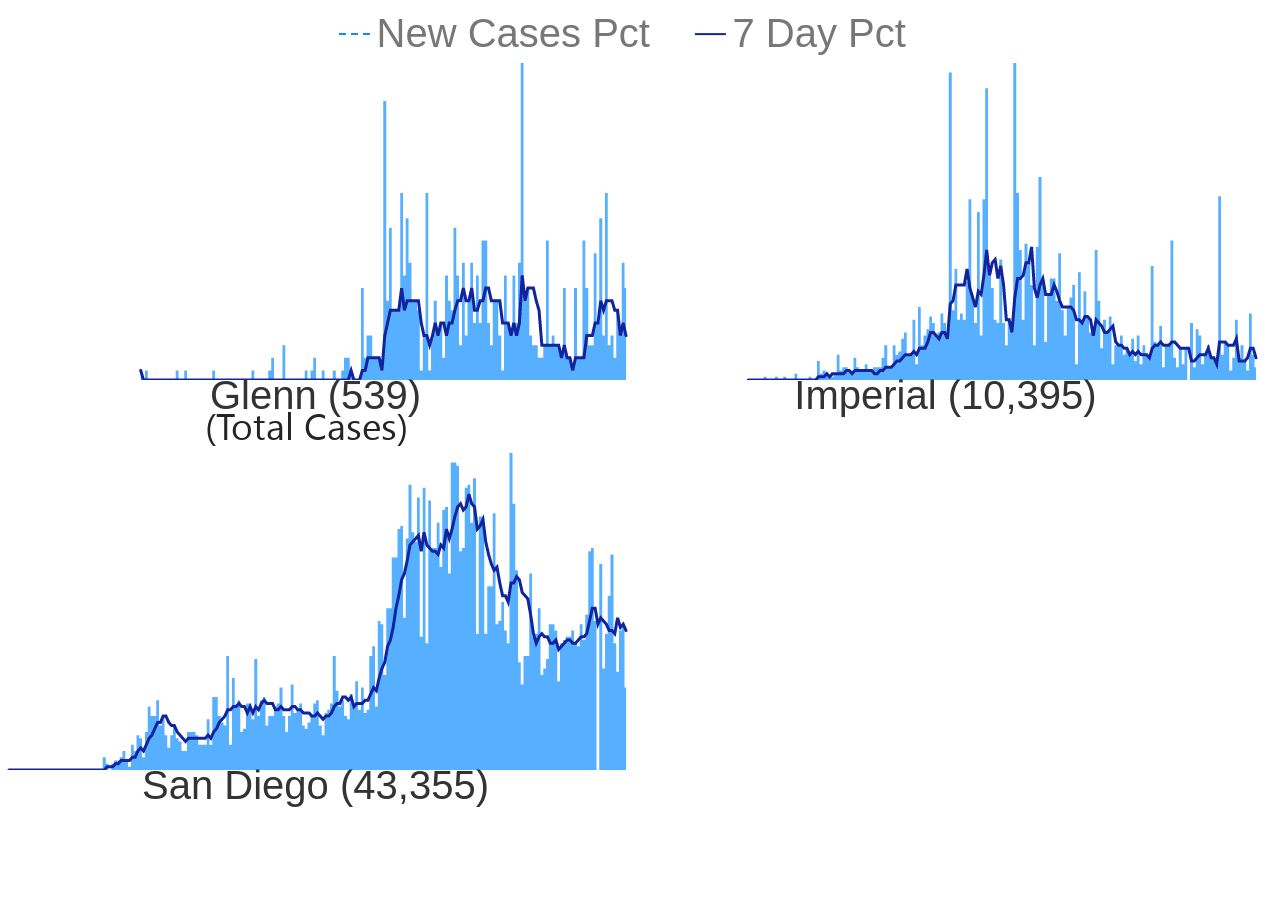 New Cases Pct 7 Day Pct
Glenn (539) Imperial (10,395)
(Total Cases)
San Diego (43,355)